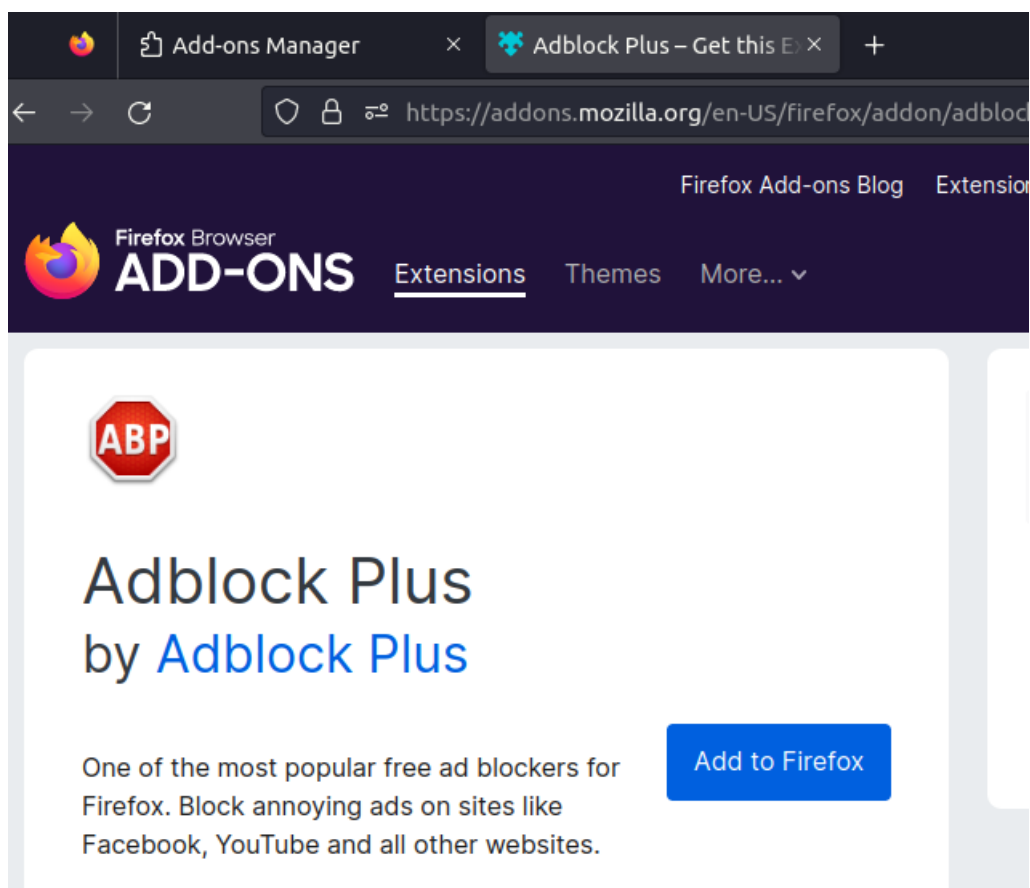 Add-ons Manager
Adblock Plus – Get this Ex
https://addons.mozilla.org/en-US/firefox/addon/adblock
Firefox Add-ons Blog Extension
Firefox Browser
ADD-ONS
Extensions Themes More...
ABP
Adblock Plus
by Adblock Plus
Add to Firefox
One of the most popular free ad blockers for
Firefox. Block annoying ads on sites like
Facebook, YouTube and all other websites.